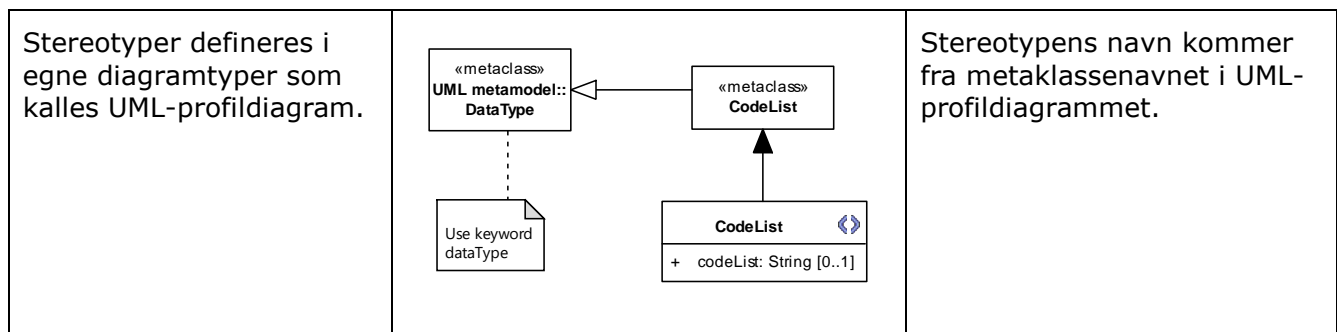 Stereotyper defineres i
egne diagramtyper som
kalles UML-profildiagram.
«metaclass»
UML metamodel::
DataType
«metaclass»
CodeList
Use keyword
dataType
CodeList
+ codeList: String [0..1]
Stereotypens navn kommer
fra metaklassenavnet i UML-
profildiagrammet.